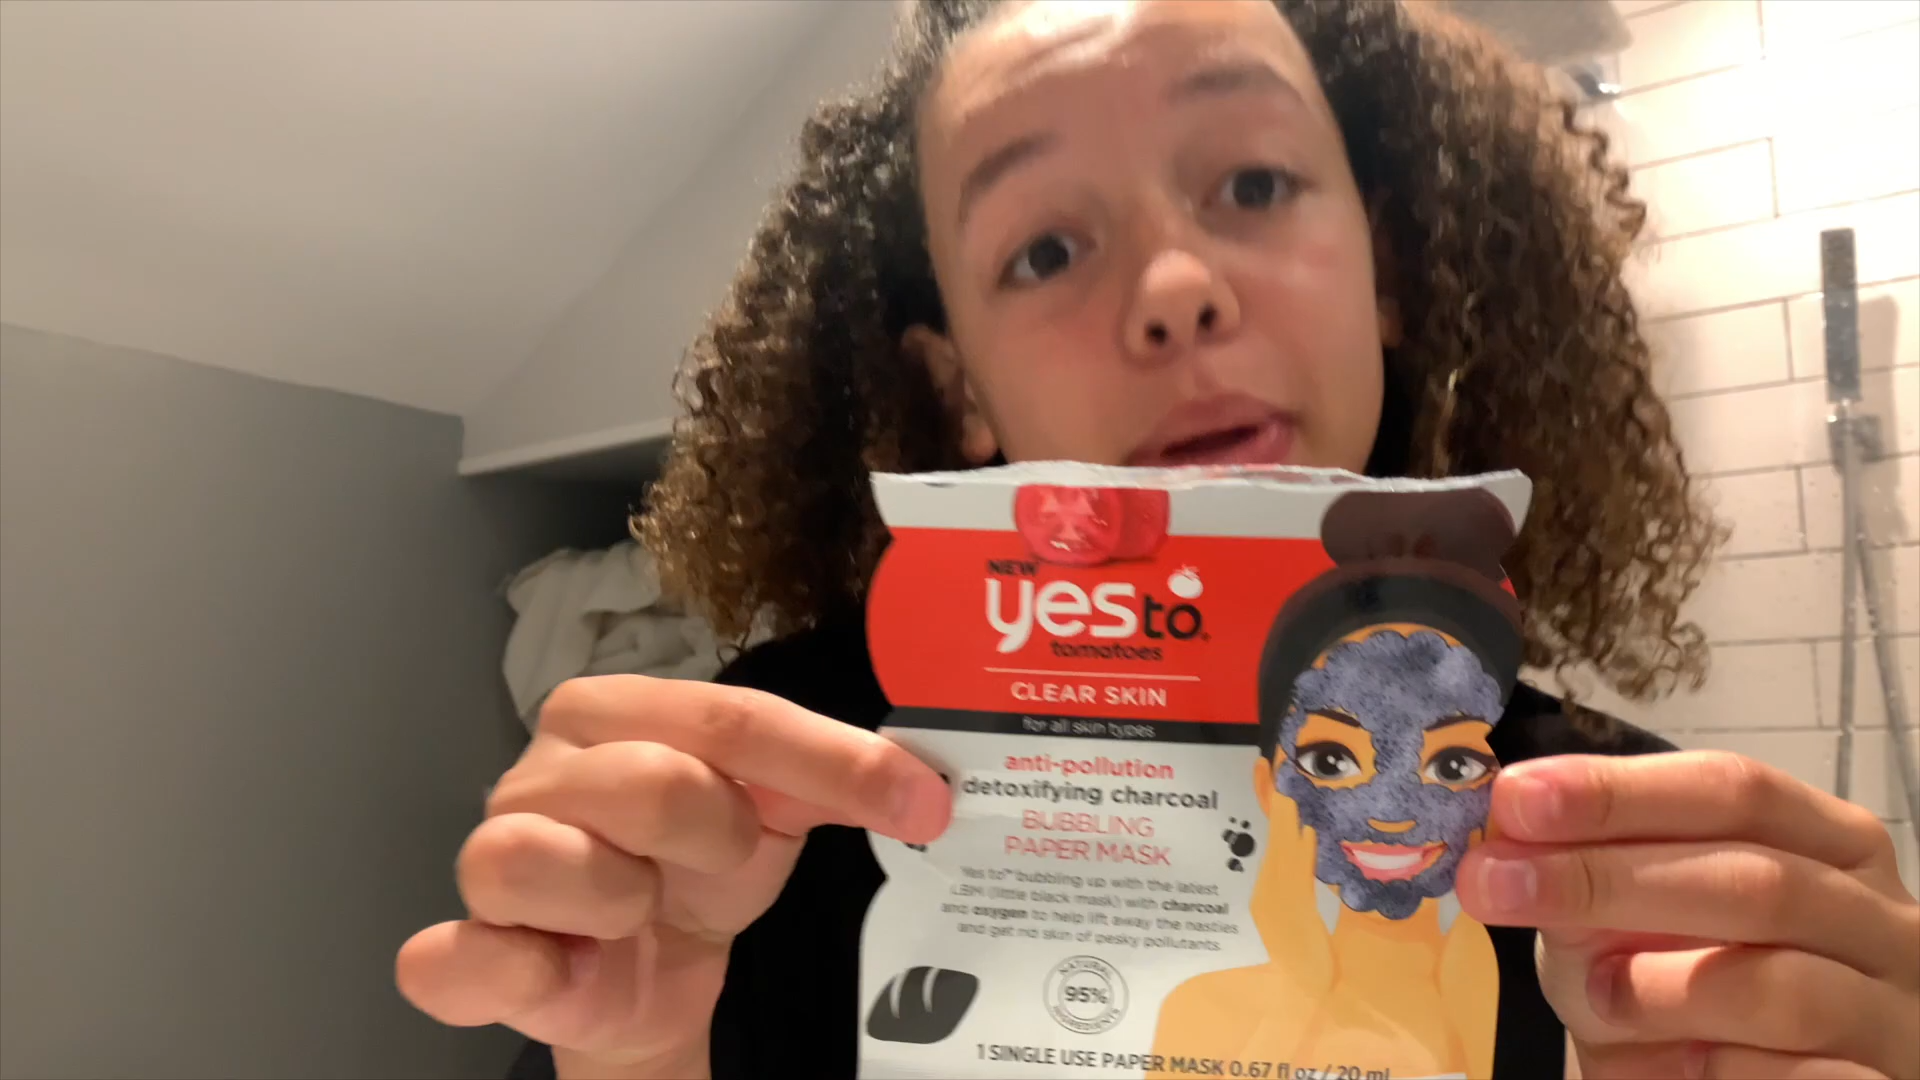 NEW
yes to
tomatoes
CLEAR SKIN
for all skin types
anti-pollution
detoxifying charcoal
BUBBLING
PAPER MASK
Yes to™ bubbling up with the latest
LBM (little black mask) with charcoal
and oxygen to help lift away the nasties
and get no skin of pesky pollutants.
NATURAL
95%
INGREDIENTS
1 SINGLE USE PAPER MASK 0.67 fl oz / 20 ml